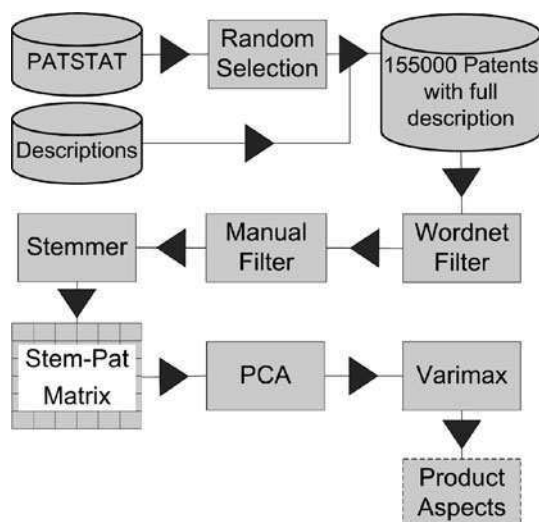 PATSTAT
Random
Selection
155000 Patents
with full
description
Descriptions
Stemmer
Manual
Filter
Wordnet
Filter
Stem-Pat
Matrix
PCA
Varimax
Product
Aspects